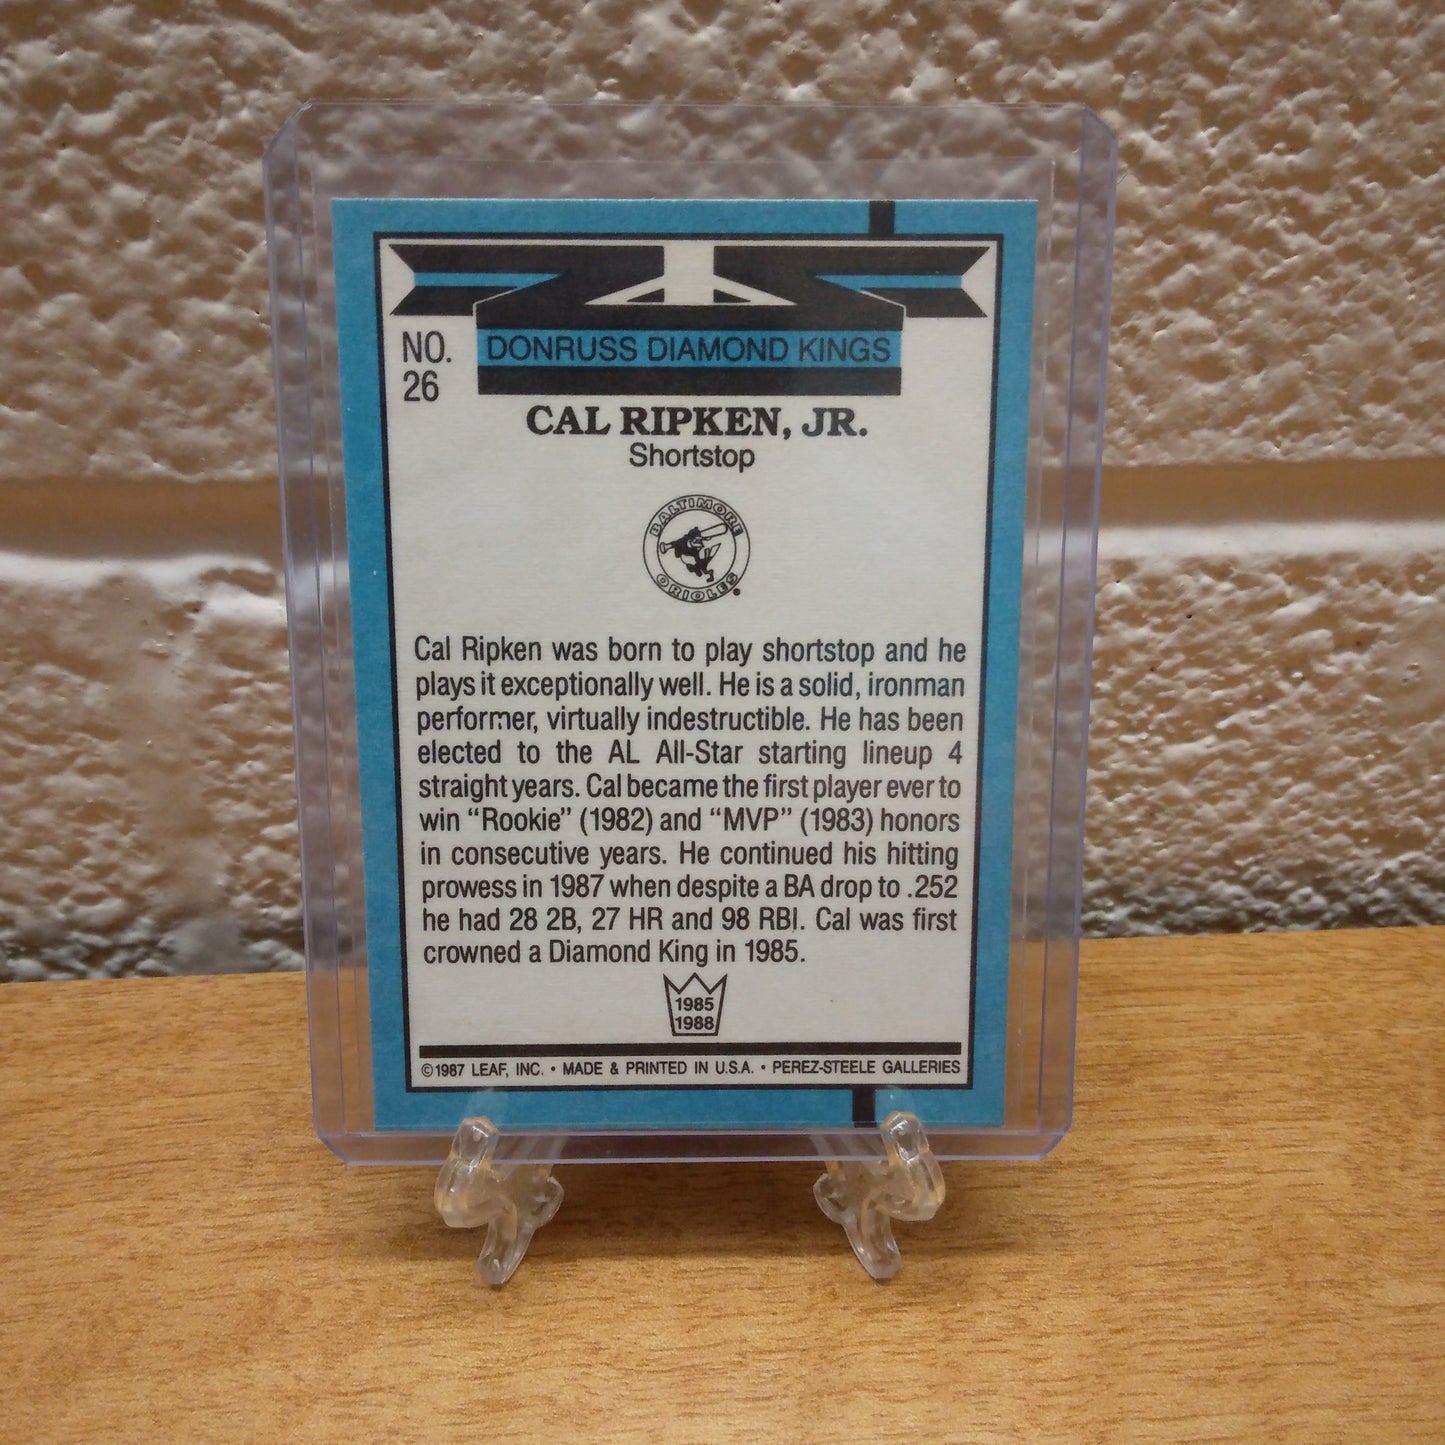 NO.
26
DONRUSS DIAMOND KINGS
CAL RIPKEN, JR.
Shortstop
BALTIMORE
ORIOLES
Cal Ripken was born to play shortstop and he
plays it exceptionally well. He is a solid, ironman
performer, virtually indestructible. He has been
elected to the AL All-Star starting lineup 4
straight years. Cal became the first player ever to
win “Rookie” (1982) and “MVP” (1983) honors
in consecutive years. He continued his hitting
prowess in 1987 when despite a BA drop to .252
he had 28 2B, 27 HR and 98 RBI. Cal was first
crowned a Diamond King in 1985.
1985
1988
©1987 LEAF, INC. • MADE & PRINTED IN U.S.A. • PEREZ-STEELE GALLERIES